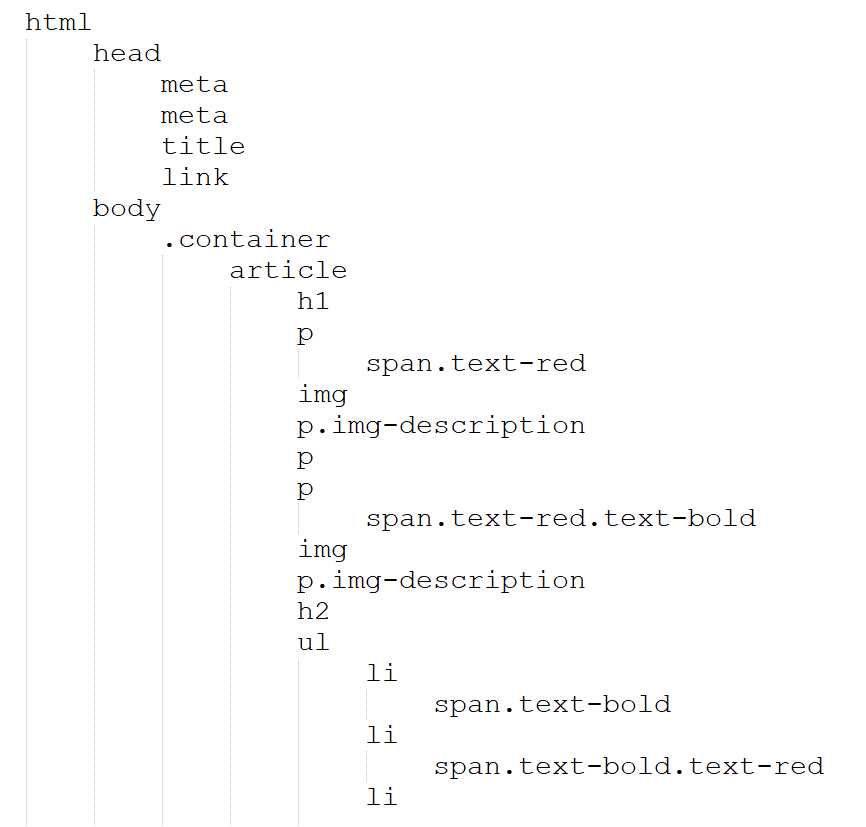 html
head
meta
meta
title
link
body
.container
article
h1
p
span.text-red
img
p.img-description
p
p
span.text-red.text-bold
img
p.img-description
h2
ul
li
span.text-bold
li
span.text-bold.text-red
li